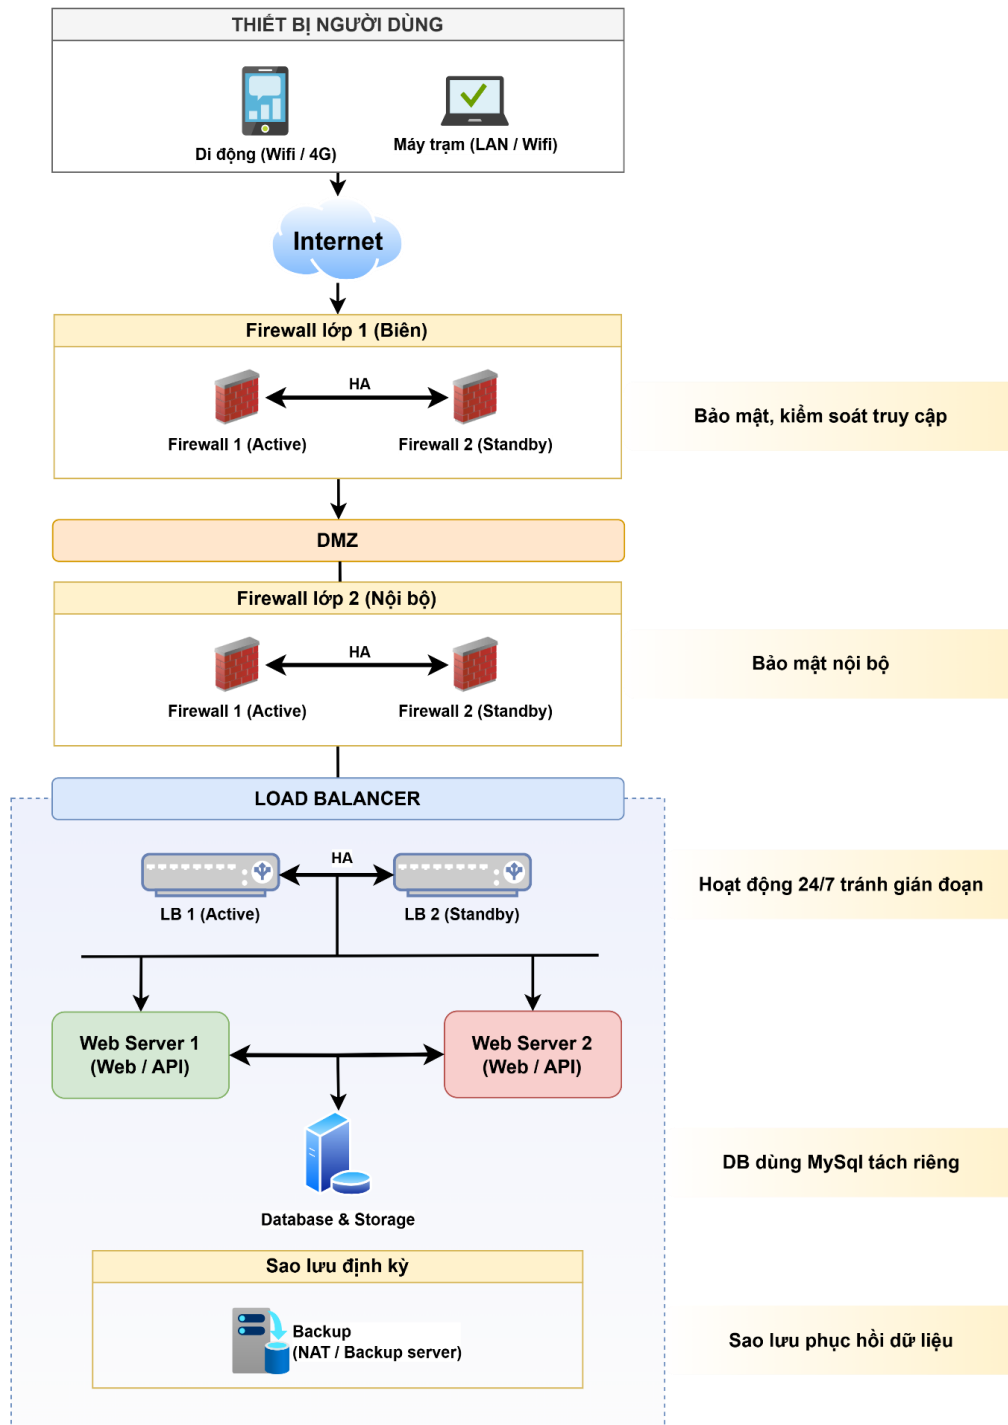 THIẾT BỊ NGƯỜI DÙNG
Di động (Wifi / 4G)
Máy trạm (LAN / Wifi)
Internet
Firewall lớp 1 (Biên)
HA
Firewall 1 (Active)
Firewall 2 (Standby)
Bảo mật, kiểm soát truy cập
DMZ
Firewall lớp 2 (Nội bộ)
HA
Firewall 1 (Active)
Firewall 2 (Standby)
Bảo mật nội bộ
LOAD BALANCER
HA
LB 1 (Active)
LB 2 (Standby)
Hoạt động 24/7 tránh gián đoạn
Web Server 1
(Web / API)
Web Server 2
(Web / API)
Database & Storage
DB dùng MySql tách riêng
Sao lưu định kỳ
Backup
(NAT / Backup server)
Sao lưu phục hồi dữ liệu